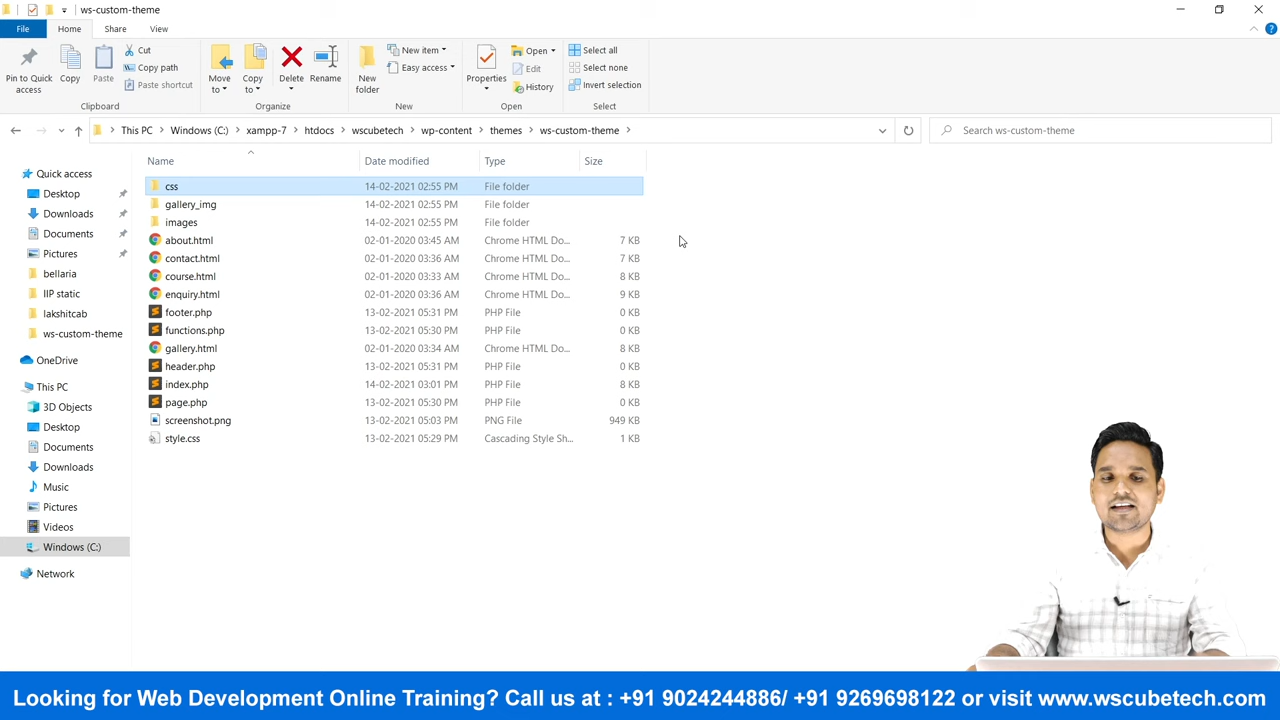 ws-custom-theme
File Home Share View
Pin to Quick access
Copy
Paste
Cut
Copy path
Paste shortcut
Clipboard
Move to
Copy to
Delete
Rename
Organize
New folder
New item
Easy access
New
Properties
Open
Edit
History
Open
Select all
Select none
Invert selection
Select
This PC > Windows (C:) > xampp-7 > htdocs > wscubetech > wp-content > themes > ws-custom-theme >
Search ws-custom-theme
Name Date modified Type Size
css 14-02-2021 02:55 PM File folder
gallery_img 14-02-2021 02:55 PM File folder
images 14-02-2021 02:55 PM File folder
about.html 02-01-2020 03:45 AM Chrome HTML Do... 7 KB
contact.html 02-01-2020 03:36 AM Chrome HTML Do... 7 KB
course.html 02-01-2020 03:33 AM Chrome HTML Do... 8 KB
enquiry.html 02-01-2020 03:36 AM Chrome HTML Do... 9 KB
footer.php 13-02-2021 05:31 PM PHP File 0 KB
functions.php 13-02-2021 05:30 PM PHP File 0 KB
gallery.html 02-01-2020 03:34 AM Chrome HTML Do... 8 KB
header.php 13-02-2021 05:31 PM PHP File 0 KB
index.php 14-02-2021 03:01 PM PHP File 8 KB
page.php 13-02-2021 05:30 PM PHP File 0 KB
screenshot.png 13-02-2021 05:03 PM PNG File 949 KB
style.css 13-02-2021 05:29 PM Cascading Style Sh... 1 KB
Quick access
Desktop
Downloads
Documents
Pictures
bellaria
IIP static
lakshitcab
ws-custom-theme
OneDrive
This PC
3D Objects
Desktop
Documents
Downloads
Music
Pictures
Videos
Windows (C:)
Network
Looking for Web Development Online Training? Call us at : +91 9024244886/ +91 9269698122 or visit www.wscubetech.com